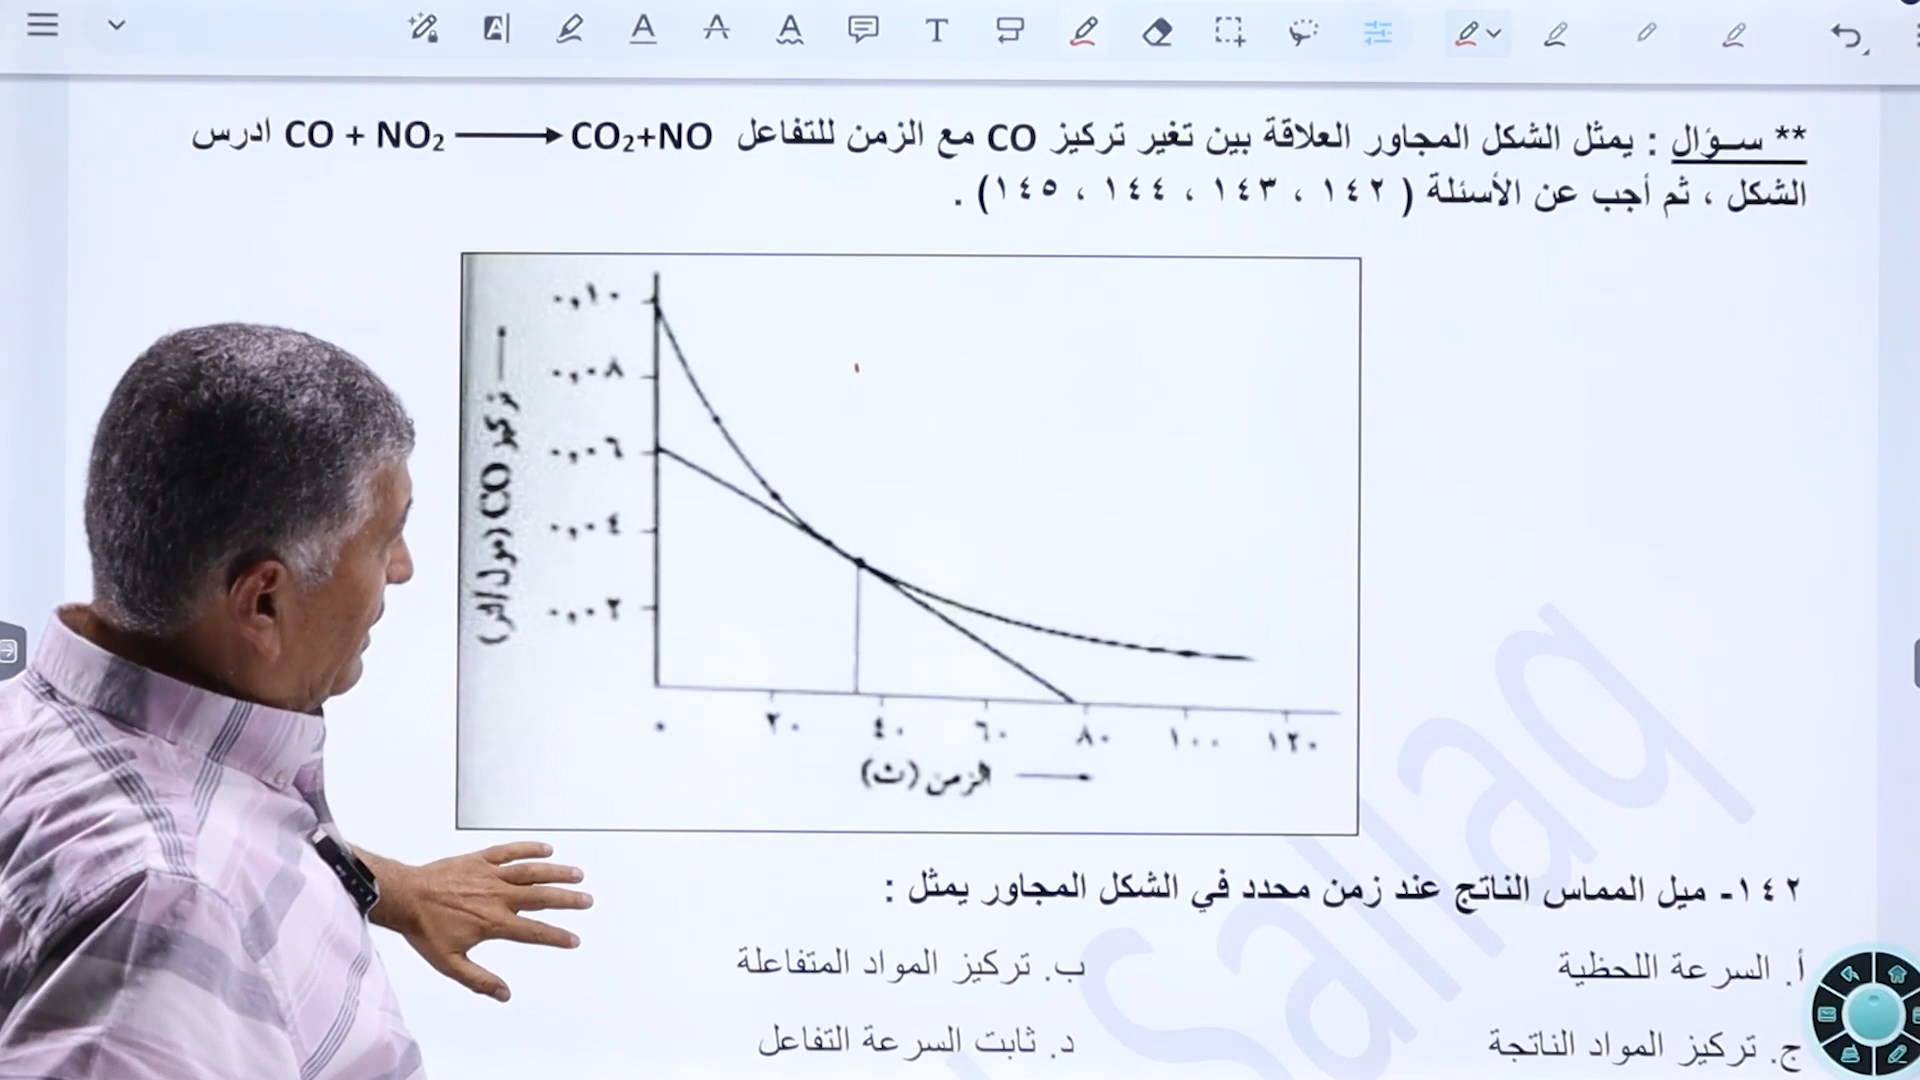 ** سؤال : يمثل الشكل المجاور العلاقة بين تغير تركيز CO مع الزمن للتفاعل CO + NO₂ ⟶ CO₂+NO ادرس
الشكل ، ثم أجب عن الأسئلة ( ١٤٢ ، ١٤٣ ، ١٤٤ ، ١٤٥) .
٠,١٠
٠,٠٨
٠,٠٦
٠,٠٤
٠,٠٢
تركيز CO (مول/لتر)
٠ ٢٠ ٤٠ ٦٠ ٨٠ ١٠٠ ١٢٠
الزمن (ث)
١٤٢- ميل المماس الناتج عند زمن محدد في الشكل المجاور يمثل :
أ. السرعة اللحظية ب. تركيز المواد المتفاعلة
ج. تركيز المواد الناتجة د. ثابت السرعة التفاعل
Sallaq